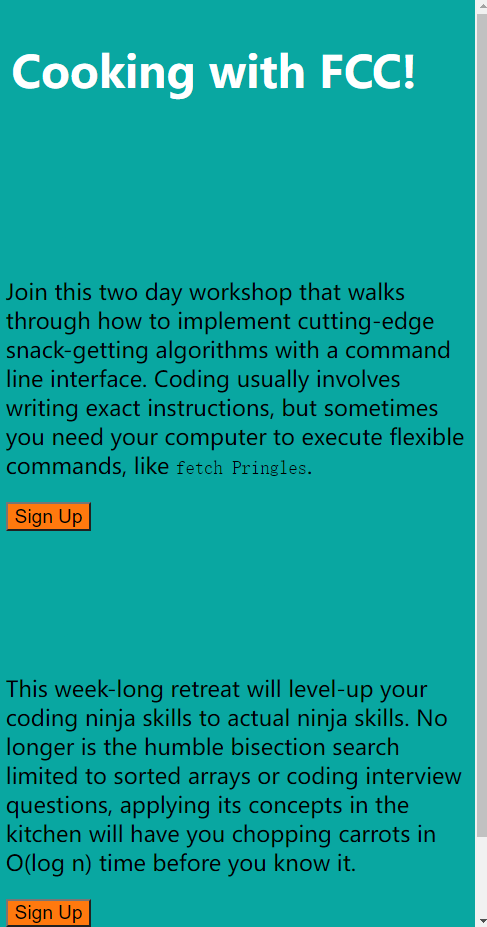 Cooking with FCC!
Join this two day workshop that walks
through how to implement cutting-edge
snack-getting algorithms with a command
line interface. Coding usually involves
writing exact instructions, but sometimes
you need your computer to execute flexible
commands, like fetch Pringles.
Sign Up
This week-long retreat will level-up your
coding ninja skills to actual ninja skills. No
longer is the humble bisection search
limited to sorted arrays or coding interview
questions, applying its concepts in the
kitchen will have you chopping carrots in
O(log n) time before you know it.
Sign Up